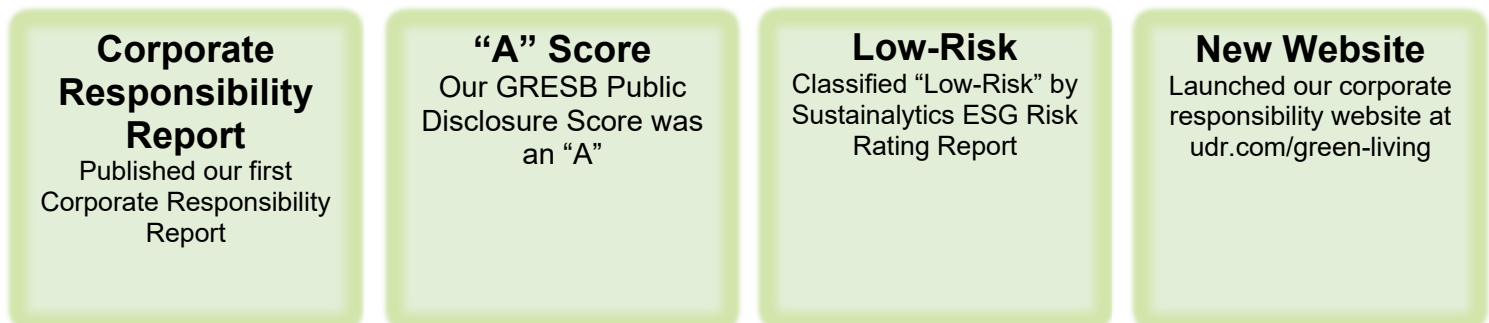 Corporate
Responsibility
Report
Published our first
Corporate Responsibility
Report
“A” Score
Our GRESB Public
Disclosure Score was
an “A”
Low-Risk
Classified “Low-Risk” by
Sustainalytics ESG Risk
Rating Report
New Website
Launched our corporate
responsibility website at
udr.com/green-living